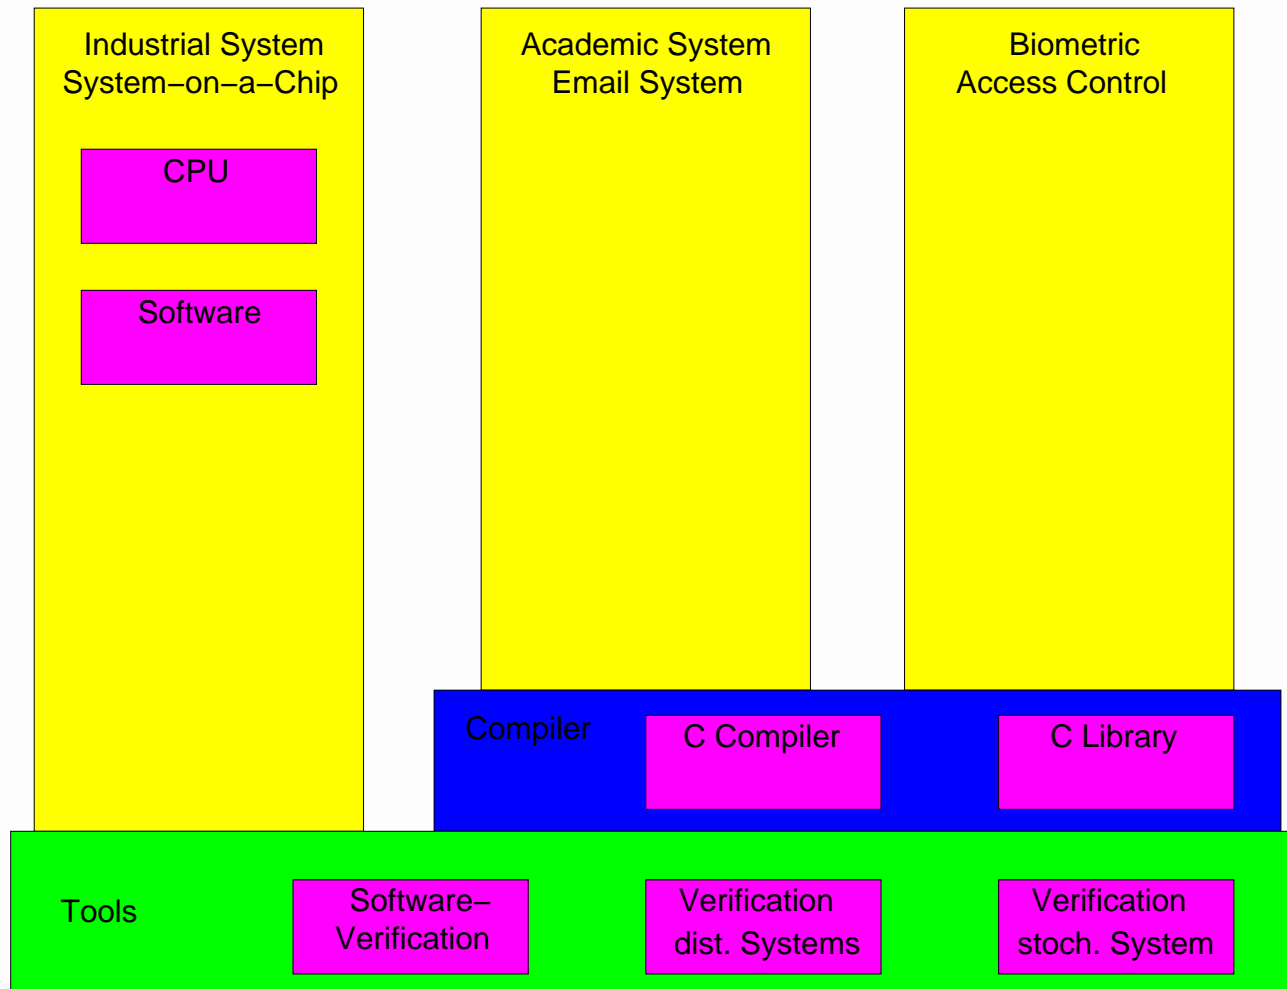 Industrial System
System−on−a−Chip
Academic System
Email System
Biometric
Access Control
CPU
Software
Compiler
C Compiler
C Library
Tools
Software−
Verification
Verification
dist. Systems
Verification
stoch. System